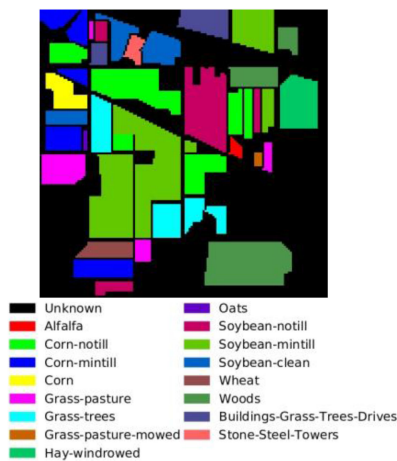 Unknown
Alfalfa
Corn-notill
Corn-mintill
Corn
Grass-pasture
Grass-trees
Grass-pasture-mowed
Hay-windrowed
Oats
Soybean-notill
Soybean-mintill
Soybean-clean
Wheat
Woods
Buildings-Grass-Trees-Drives
Stone-Steel-Towers